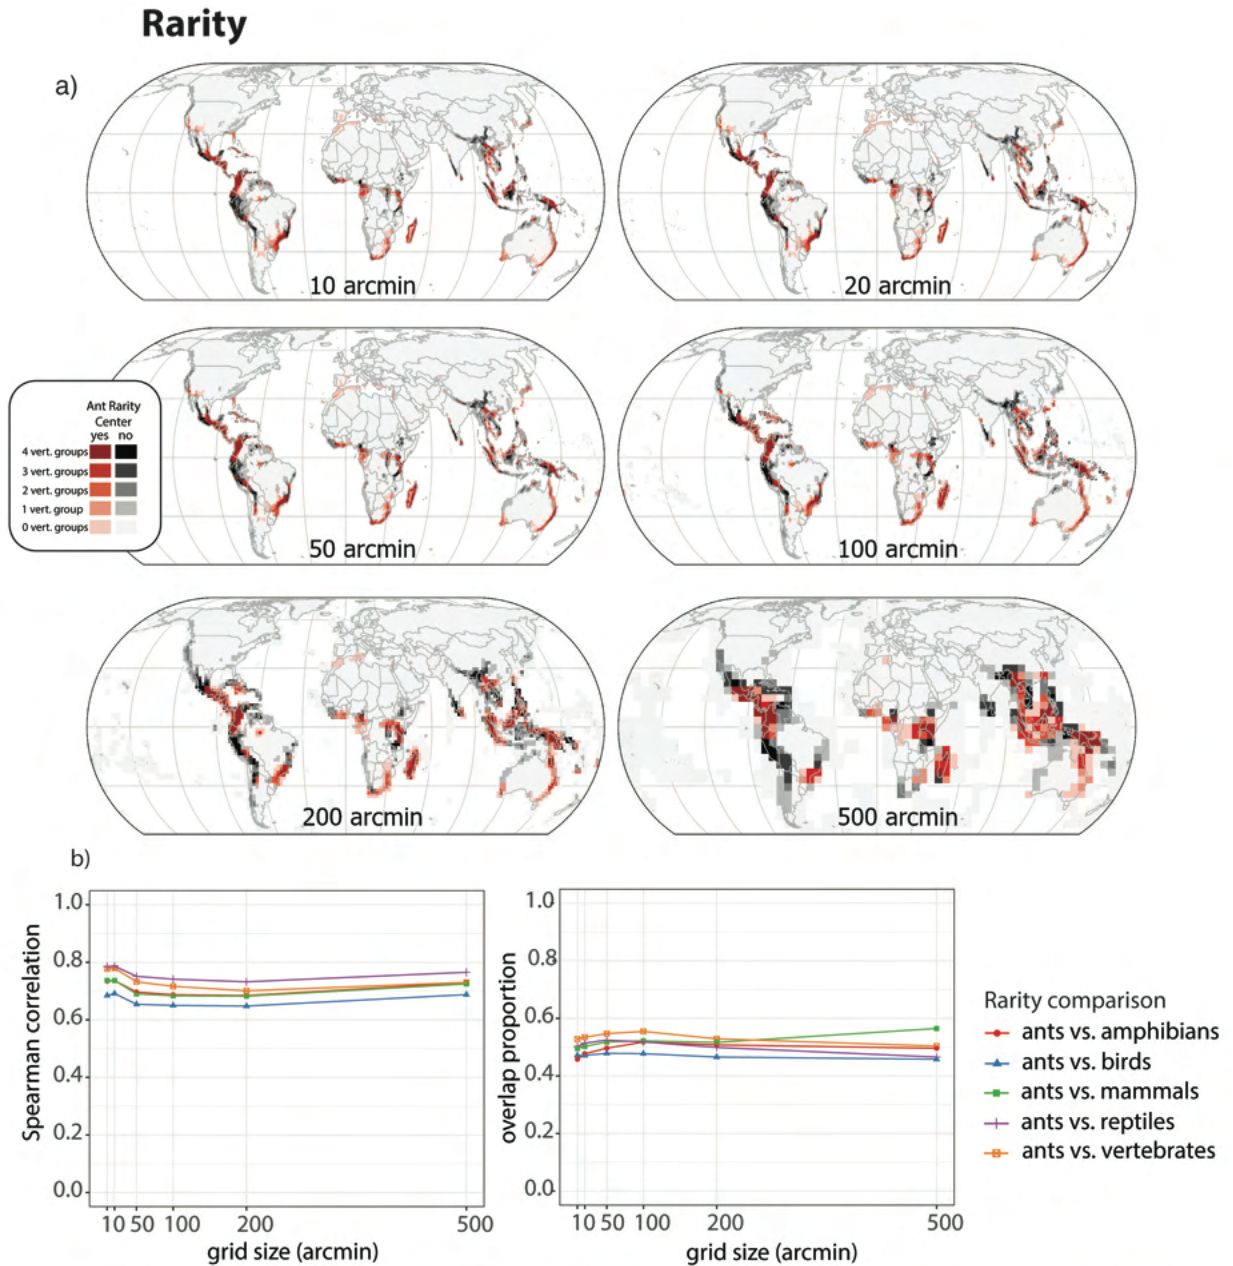 Rarity
a)
10 arcmin
20 arcmin
Ant Rarity
Center
yes no
4 vert. groups
3 vert. groups
2 vert. groups
1 vert. group
0 vert. groups
50 arcmin
100 arcmin
200 arcmin
500 arcmin
b)
Spearman correlation
1.0
0.8
0.6
0.4
0.2
0.0
10 50 100 200 500
grid size (arcmin)
overlap proportion
1.0
0.8
0.6
0.4
0.2
0.0
10 50 100 200 500
grid size (arcmin)
Rarity comparison
ants vs. amphibians
ants vs. birds
ants vs. mammals
ants vs. reptiles
ants vs. vertebrates